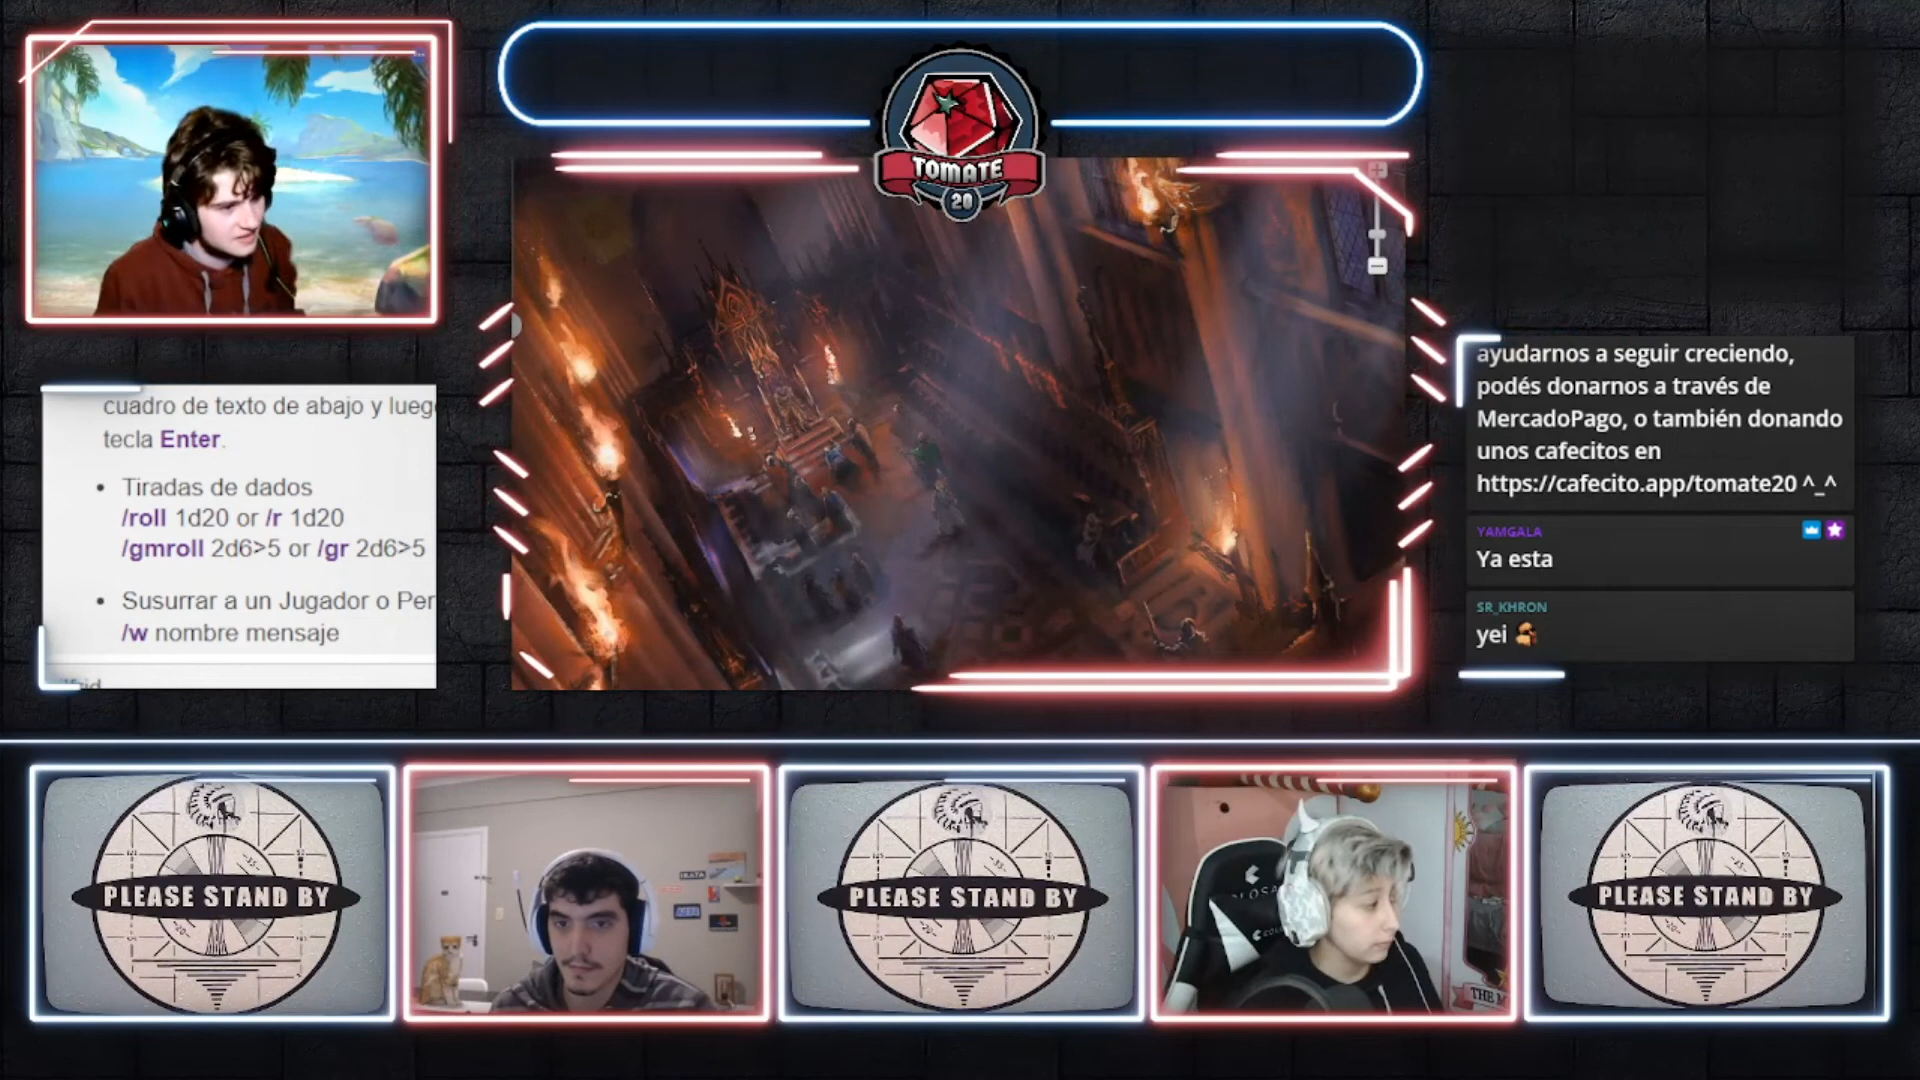 TOMATE
20
cuadro de texto de abajo y lueg
tecla Enter.
• Tiradas de dados
/roll 1d20 or /r 1d20
/gmroll 2d6>5 or /gr 2d6>5
• Susurrar a un Jugador o Per
/w nombre mensaje
ayudarnos a seguir creciendo,
podés donarnos a través de
MercadoPago, o también donando
unos cafecitos en
https://cafecito.app/tomate20 ^_^
YAMGALA
Ya esta
SR_KHRON
yei
PLEASE STAND BY
PLEASE STAND BY
PLEASE STAND BY
THE M